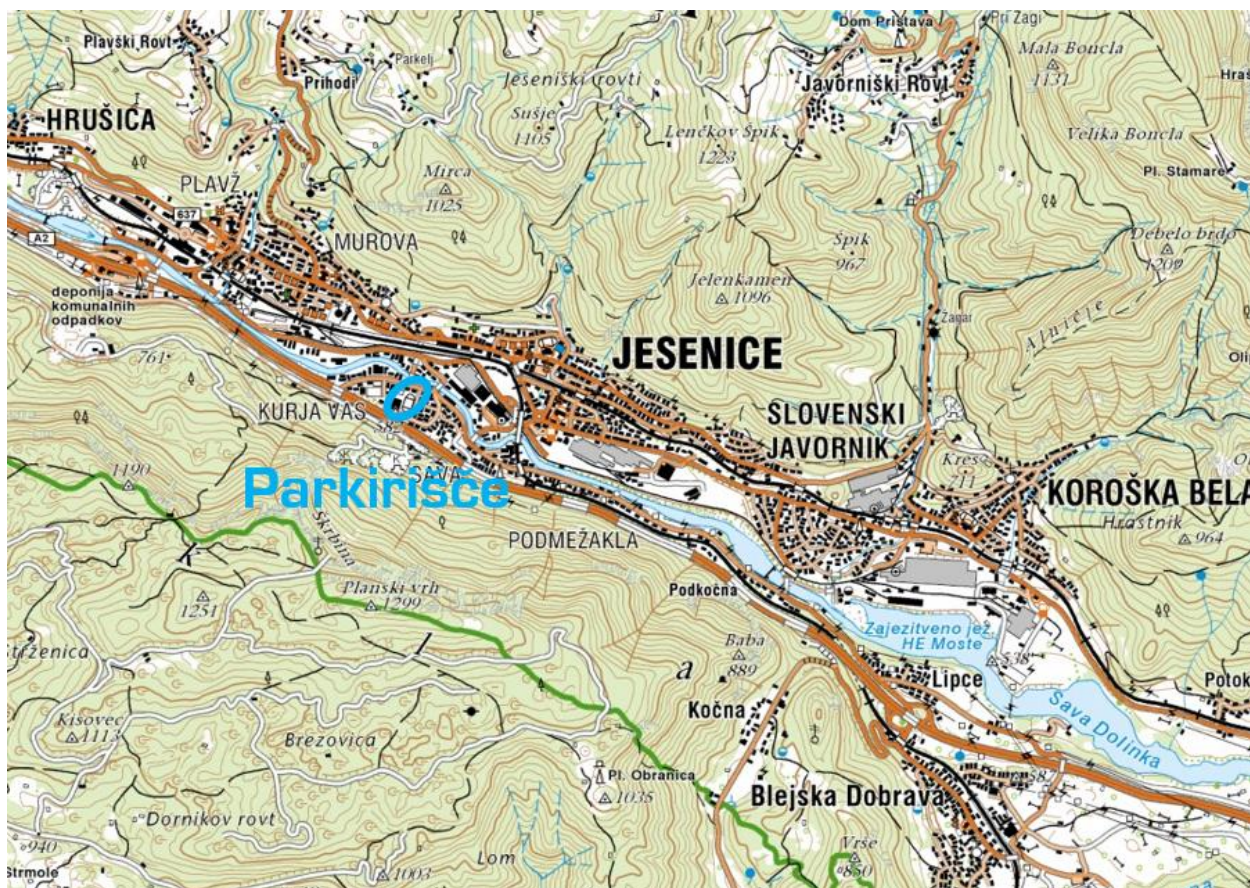 Dom Pristava
Pri Žagi
Plavški Rovt
Parkelj
Mala Boncla
1131
Prihodi
Jeseniški rovti
Javorniški Rovt
HRUŠICA
Sušje
1105
Lenčkov Špik
1228
Velika Boncla
Mirca
1025
Pl. Stamare
PLAVŽ
637
A2
MUROVA
Špik
967
Debelo brdo
1209
deponija
komunalnih
odpadkov
Jelenkamen
1096
Žagar
Alničje
761
JESENICE
KURJA VAS
SLOVENSKI
JAVORNIK
Kres
711
1190
SAVA
Parkirišče
KOROŠKA BELA
Hrastnik
964
Skrbina
PODMEŽAKLA
Planski vrh
1299
1251
Podkočna
Zajezitveno jez.
HE Moste
538
Baba
889
a
Lipce
Potok
Kočna
Sava Dolinka
Kisovec
1113
Brezovica
Pl. Obranica
1035
Blejska Dobrava
Dornikov rovt
940
Lom
Vrše
850
Strmole
1003